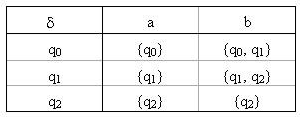 δ a b
q0 {q0} {q0, q1}
q1 {q1} {q1, q2}
q2 {q2} {q2}